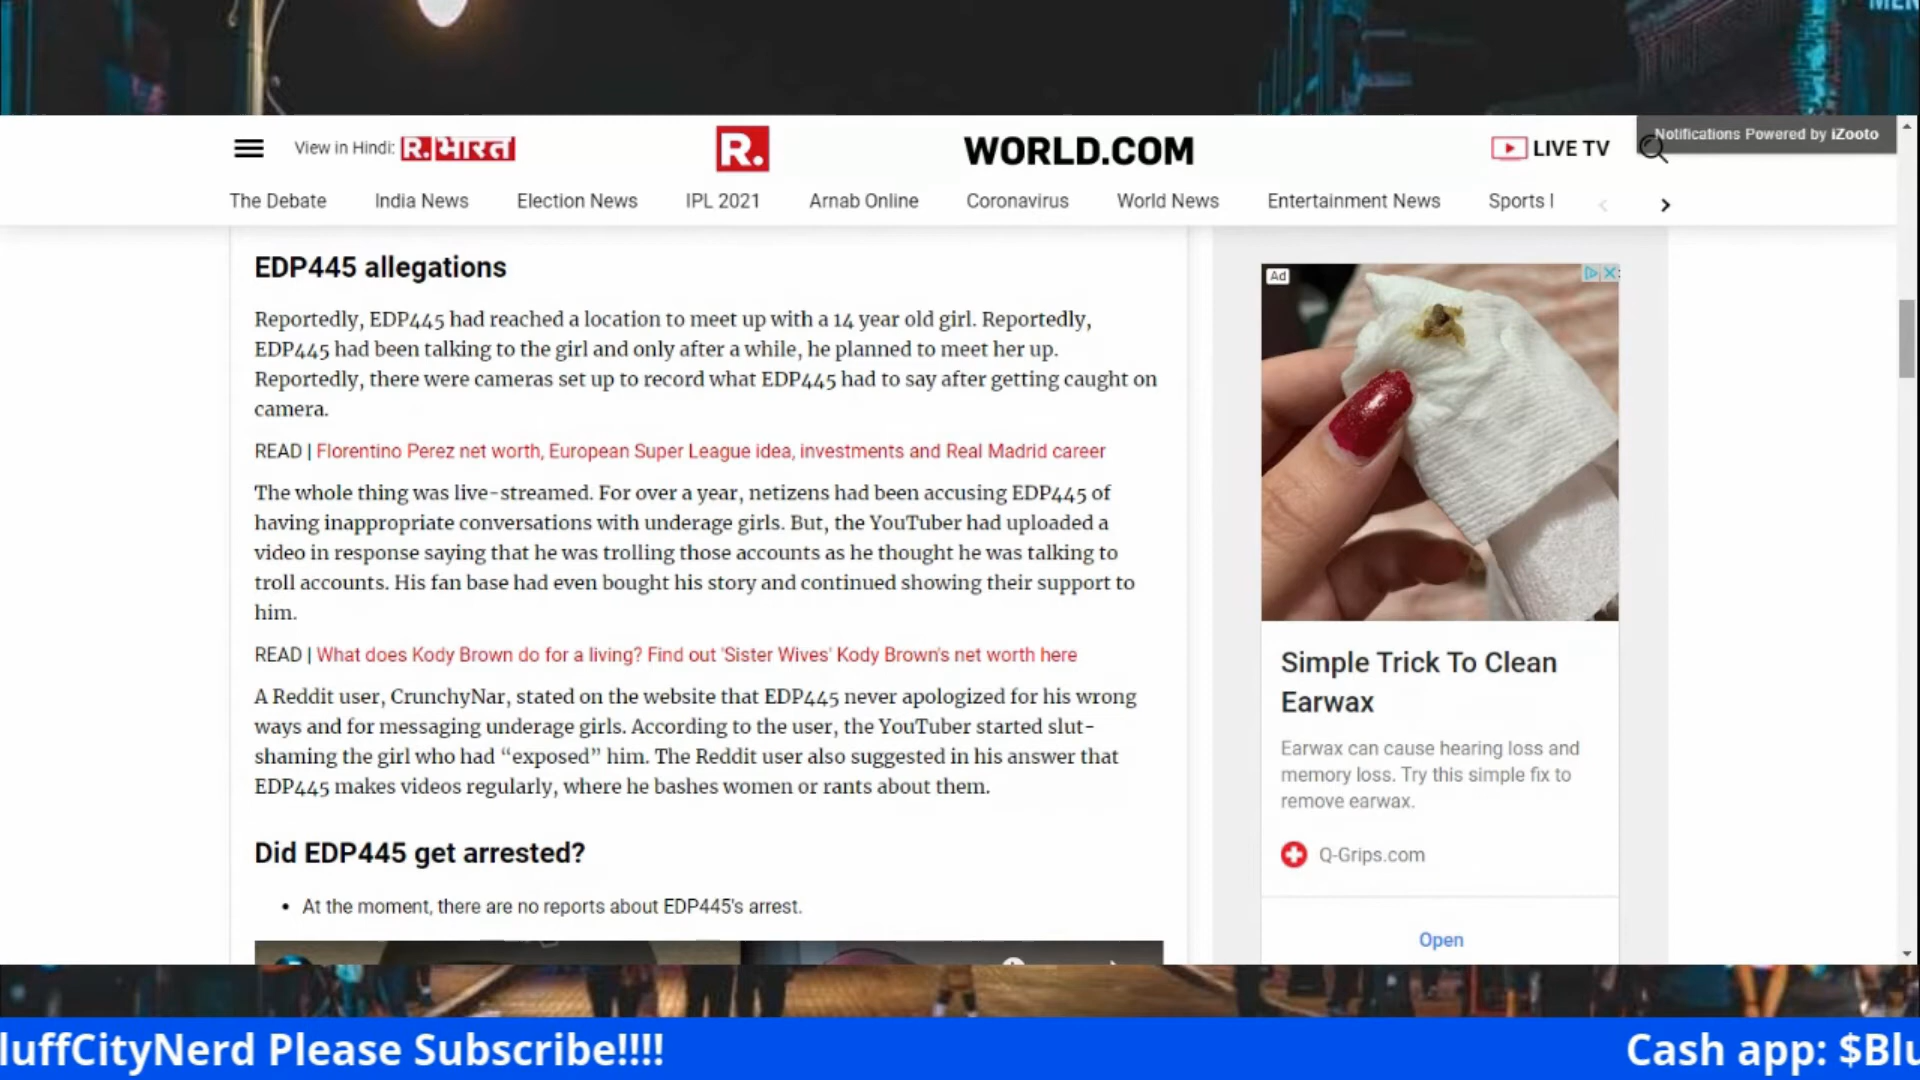 MEN
Notifications Powered by iZooto
View in Hindi: R. भारत
R.
WORLD.COM
LIVE TV
The Debate India News Election News IPL 2021 Arnab Online Coronavirus World News Entertainment News Sports
EDP445 allegations
Reportedly, EDP445 had reached a location to meet up with a 14 year old girl. Reportedly,
EDP445 had been talking to the girl and only after a while, he planned to meet her up.
Reportedly, there were cameras set up to record what EDP445 had to say after getting caught on
camera.
READ | Florentino Perez net worth, European Super League idea, investments and Real Madrid career
The whole thing was live-streamed. For over a year, netizens had been accusing EDP445 of
having inappropriate conversations with underage girls. But, the YouTuber had uploaded a
video in response saying that he was trolling those accounts as he thought he was talking to
troll accounts. His fan base had even bought his story and continued showing their support to
him.
READ | What does Kody Brown do for a living? Find out 'Sister Wives' Kody Brown's net worth here
A Reddit user, CrunchyNar, stated on the website that EDP445 never apologized for his wrong
ways and for messaging underage girls. According to the user, the YouTuber started slut-
shaming the girl who had “exposed” him. The Reddit user also suggested in his answer that
EDP445 makes videos regularly, where he bashes women or rants about them.
Did EDP445 get arrested?
• At the moment, there are no reports about EDP445's arrest.
Ad
Simple Trick To Clean
Earwax
Earwax can cause hearing loss and
memory loss. Try this simple fix to
remove earwax.
Q-Grips.com
Open
luffCityNerd Please Subscribe!!!! Cash app: $Blu